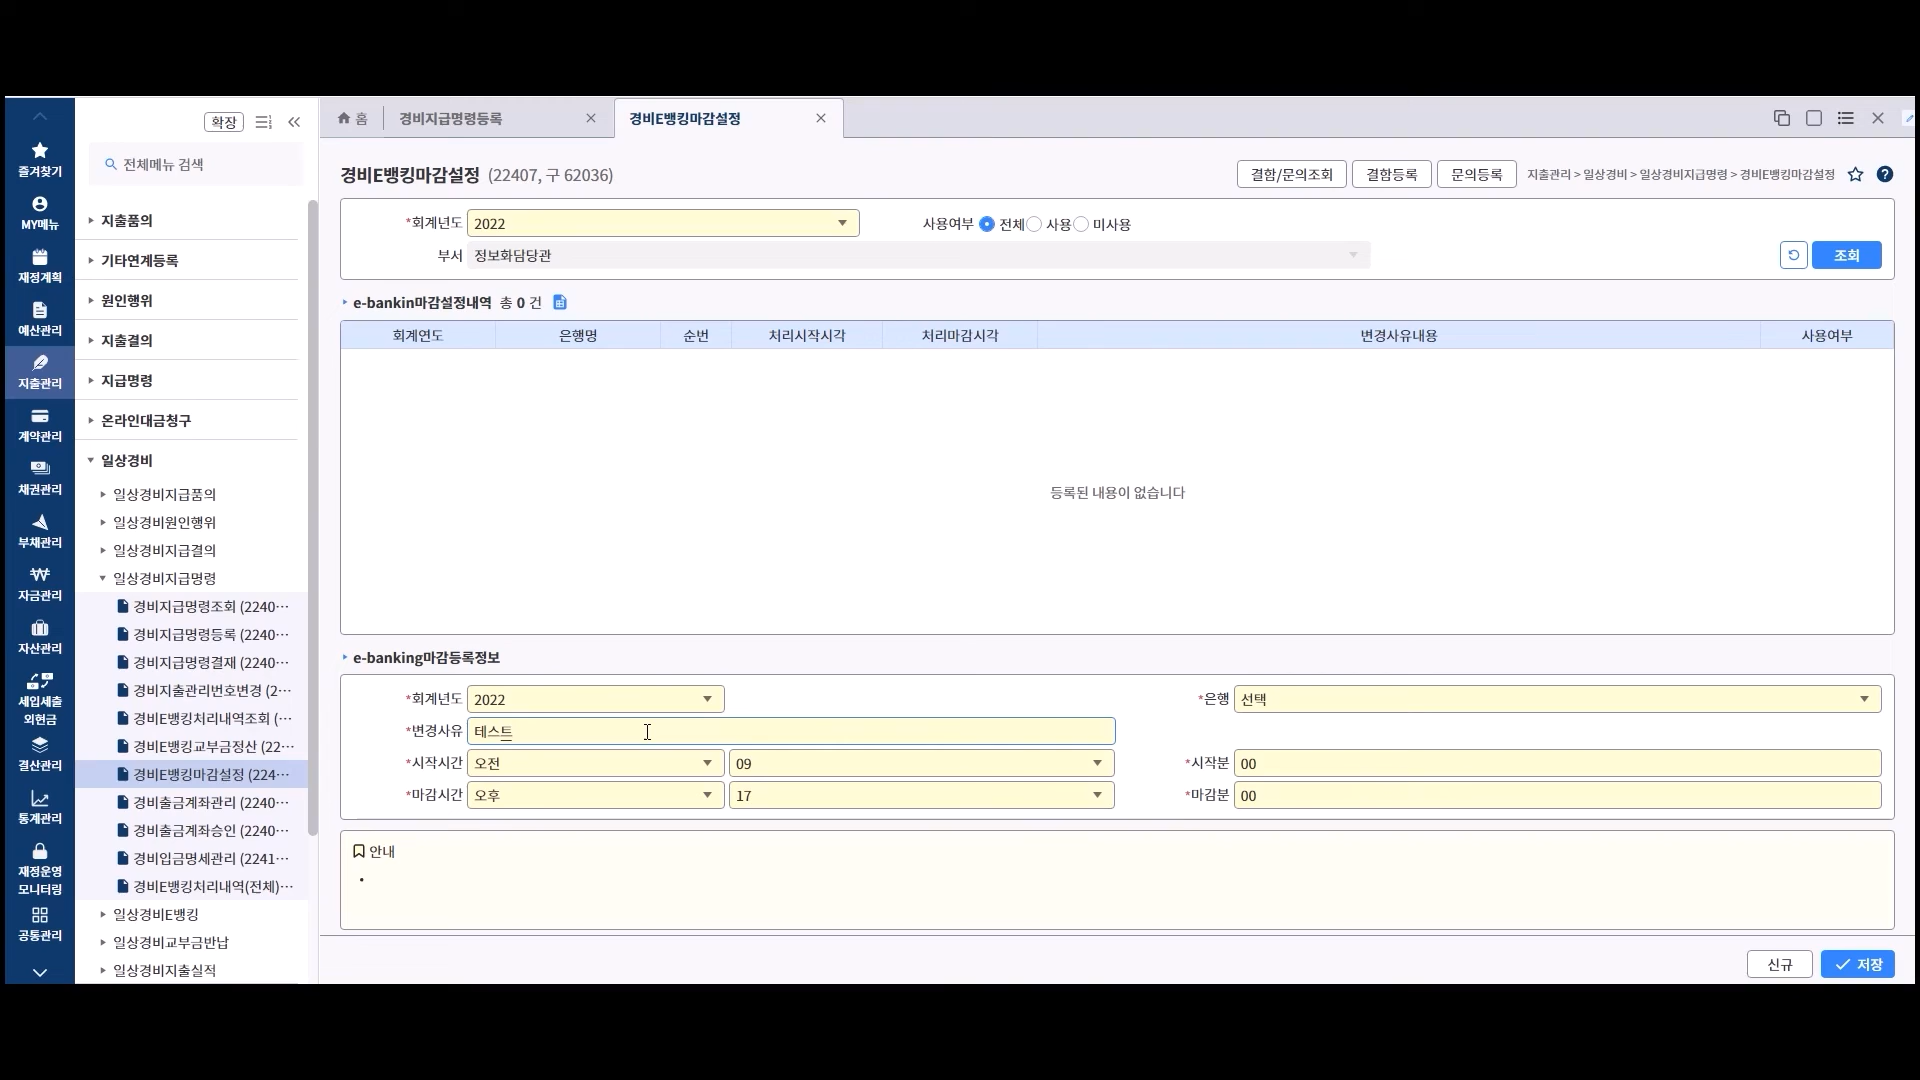 확장
전체메뉴 검색
즐겨찾기
MY메뉴
재정계획
예산관리
지출관리
계약관리
채권관리
부채관리
자금관리
자산관리
세입세출
외현금
결산관리
통계관리
재정운영
모니터링
공통관리
지출품의
기타연계등록
원인행위
지출결의
지급명령
온라인대금청구
일상경비
일상경비지급품의
일상경비원인행위
일상경비지급결의
일상경비지급명령
경비지급명령조회 (2240···
경비지급명령등록 (2240···
경비지급명령결재 (2240···
경비지출관리번호변경 (2···
경비E뱅킹처리내역조회 (···
경비E뱅킹교부금정산 (22···
경비E뱅킹마감설정 (224···
경비출금계좌관리 (2240···
경비출금계좌승인 (2240···
경비입금명세관리 (2241···
경비E뱅킹처리내역(전체)···
일상경비E뱅킹
일상경비교부금반납
일상경비지출실적
홈 경비지급명령등록 경비E뱅킹마감설정
경비E뱅킹마감설정 (22407, 구 62036) 결함/문의조회 결함등록 문의등록 지출관리 > 일상경비 > 일상경비지급명령 > 경비E뱅킹마감설정
*회계년도 2022 사용여부 전체 사용 미사용
부서 정보화담당관 조회
e-bankin마감설정내역 총 0 건
회계연도 은행명 순번 처리시작시각 처리마감시각 변경사유내용 사용여부
등록된 내용이 없습니다
e-banking마감등록정보
*회계년도 2022 *은행 선택
*변경사유 테스트
*시작시간 오전 09 *시작분 00
*마감시간 오후 17 *마감분 00
안내
•
신규 저장